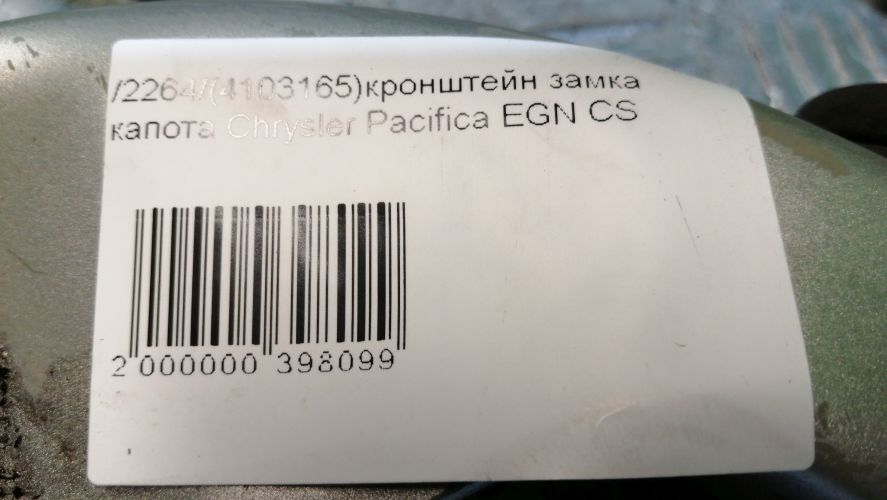 /2264/(4103165)кронштейн замка
капота Chrysler Pacifica EGN CS
2 000000 398099